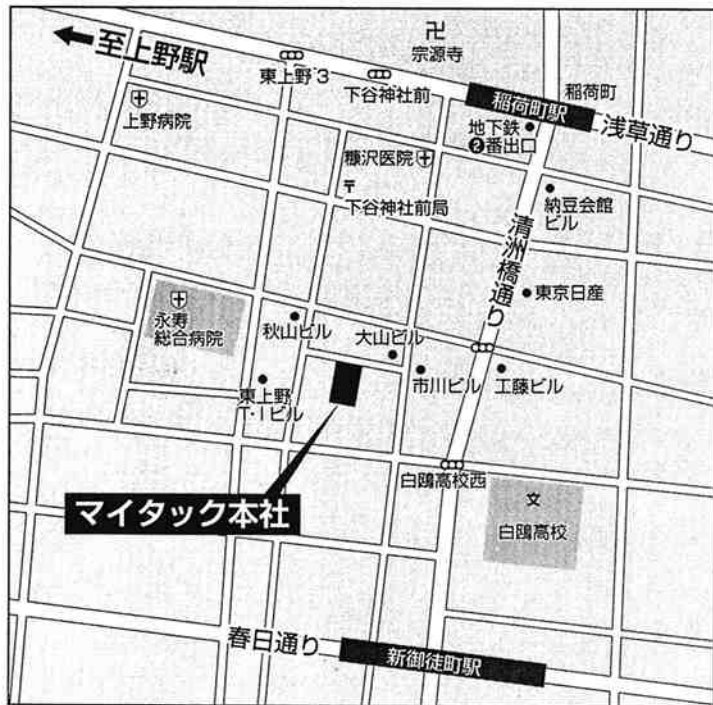 卍
宗源寺
至上野駅
東上野3
下谷神社前
稲荷町駅
稲荷町
浅草通り
上野病院
地下鉄
❷番出口
糠沢医院
〒
下谷神社前局
納豆会館
ビル
清洲橋通り
東京日産
永寿
総合病院
秋山ビル
大山ビル
市川ビル
工藤ビル
東上野
T・Iビル
白鴎高校西
マイタック本社
文
白鴎高校
春日通り
新御徒町駅